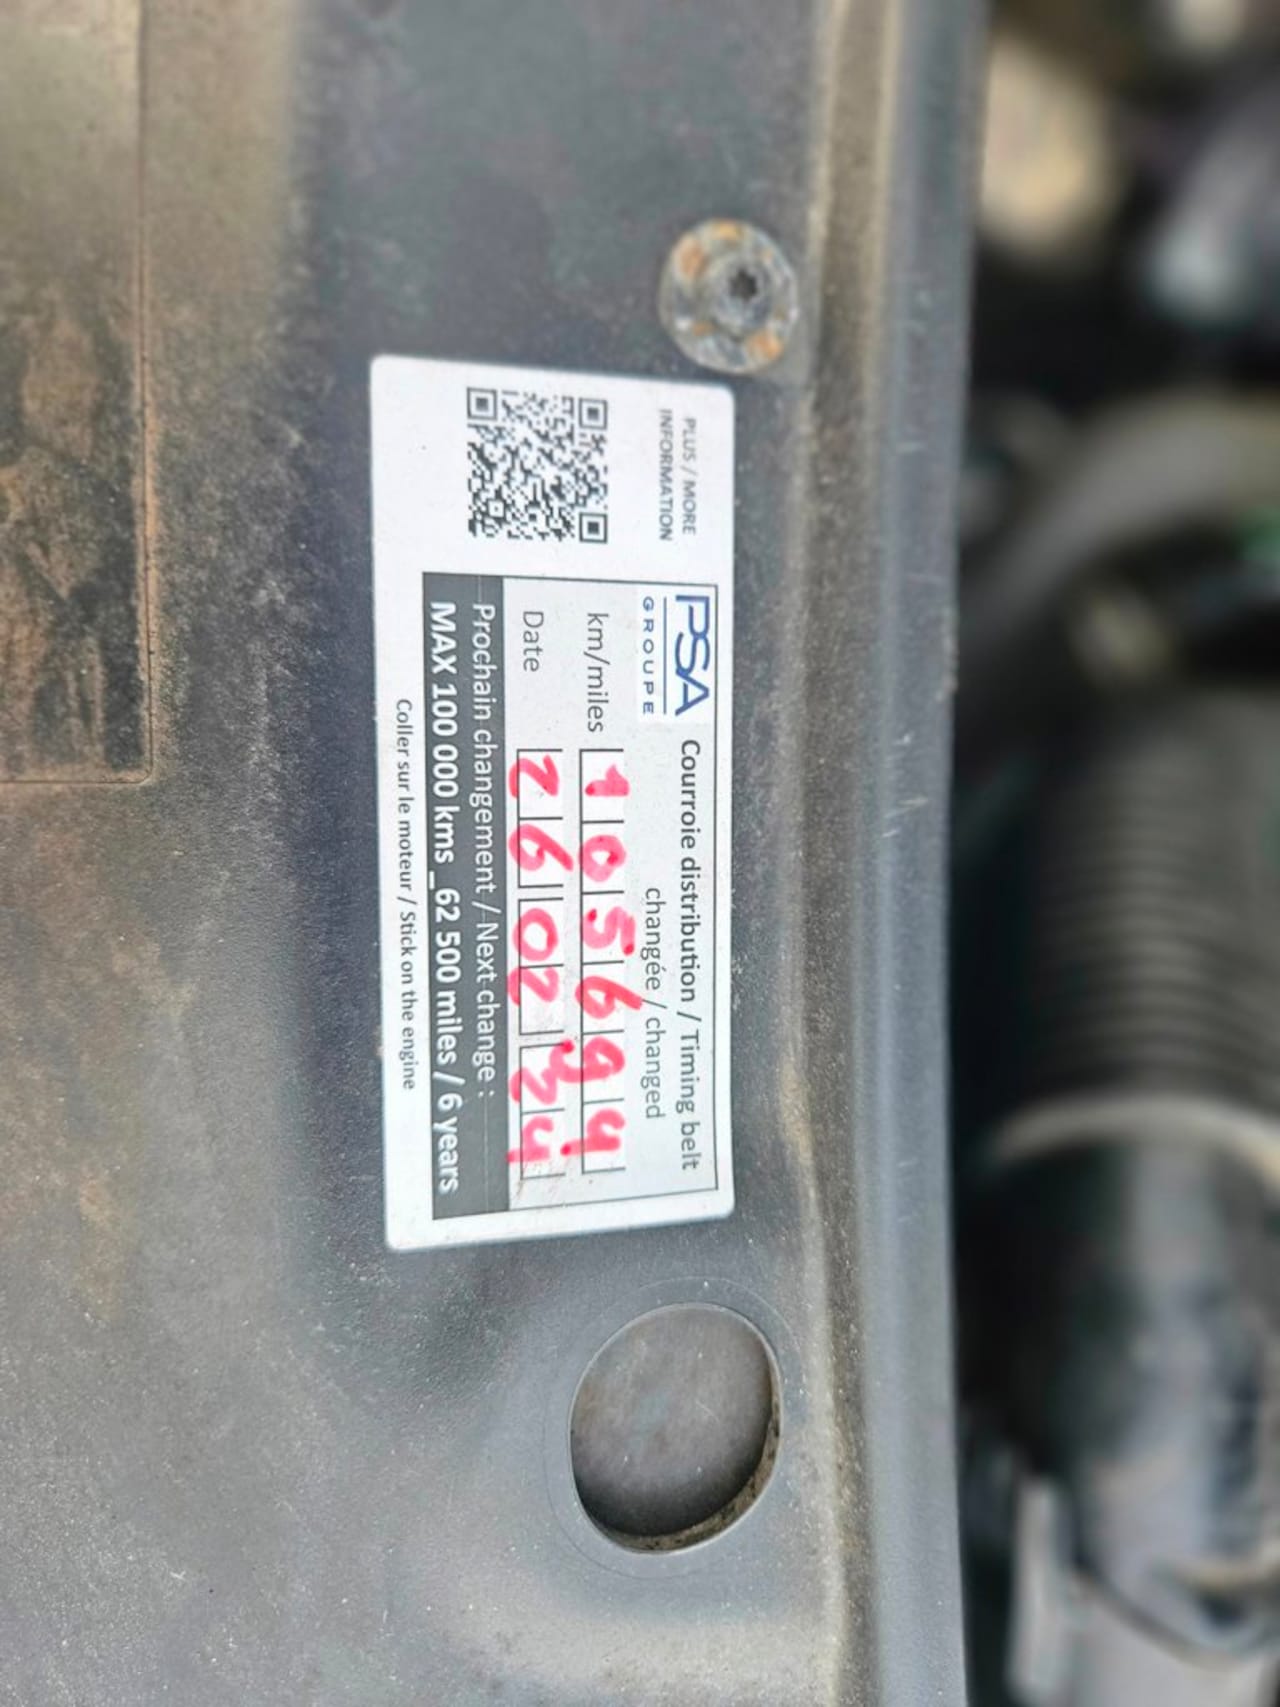 PLUS / MORE
INFORMATION
PSA
GROUPE
Courroie distribution / Timing belt
changée / changed
km/miles 105694
Date 260224
Prochain changement / Next change :
MAX 100 000 kms _62 500 miles / 6 years
Coller sur le moteur / Stick on the engine